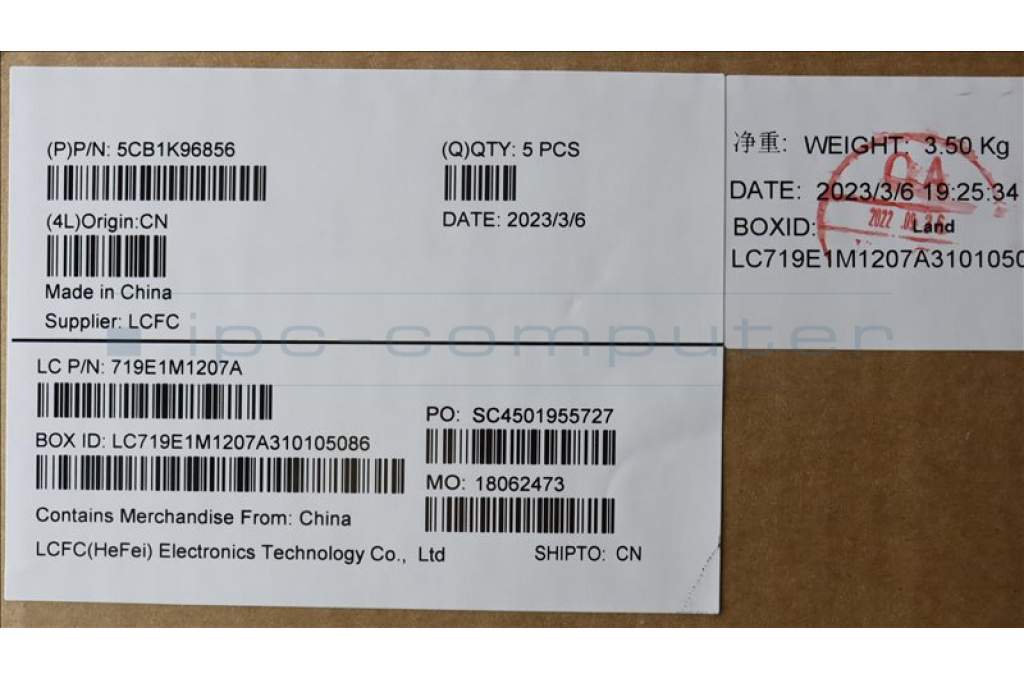 (P)P/N: 5CB1K96856
(Q)QTY: 5 PCS
(4L)Origin:CN
DATE: 2023/3/6
Made in China
Supplier: LCFC
LC P/N: 719E1M1207A
PO: SC4501955727
BOX ID: LC719E1M1207A310105086
MO: 18062473
Contains Merchandise From: China
LCFC(HeFei) Electronics Technology Co., Ltd
SHIPTO: CN
净重: WEIGHT: 3.50 Kg
DATE: 2023/3/6 19:25:34
BOXID: Land
LC719E1M1207A3101050
QA
ipc-computer